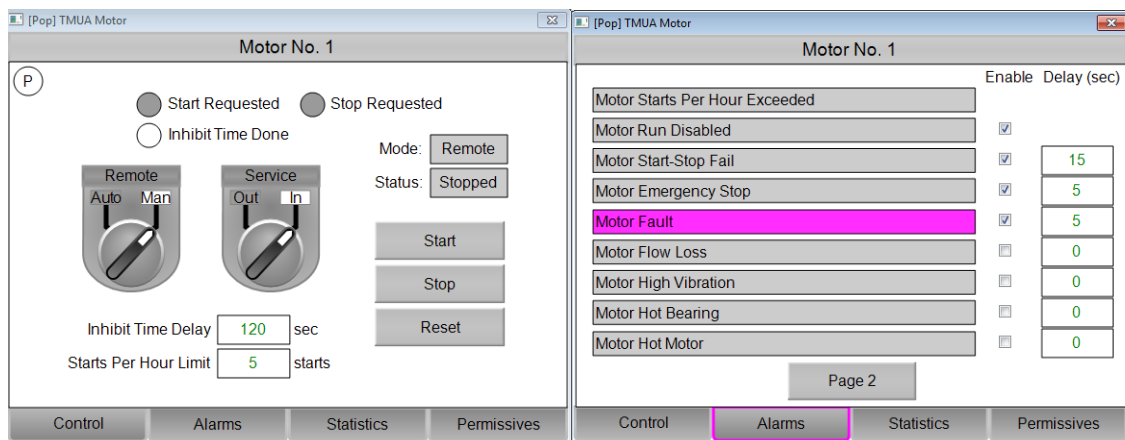 [Pop] TMUA Motor
Motor No. 1
P
Start Requested Stop Requested
Inhibit Time Done
Mode: Remote
Status: Stopped
Remote
Auto Man
Service
Out In
Start
Stop
Reset
Inhibit Time Delay 120 sec
Starts Per Hour Limit 5 starts
Control Alarms Statistics Permissives
[Pop] TMUA Motor
Motor No. 1
Enable Delay (sec)
Motor Starts Per Hour Exceeded
Motor Run Disabled
Motor Start-Stop Fail 15
Motor Emergency Stop 5
Motor Fault 5
Motor Flow Loss 0
Motor High Vibration 0
Motor Hot Bearing 0
Motor Hot Motor 0
Page 2
Control Alarms Statistics Permissives